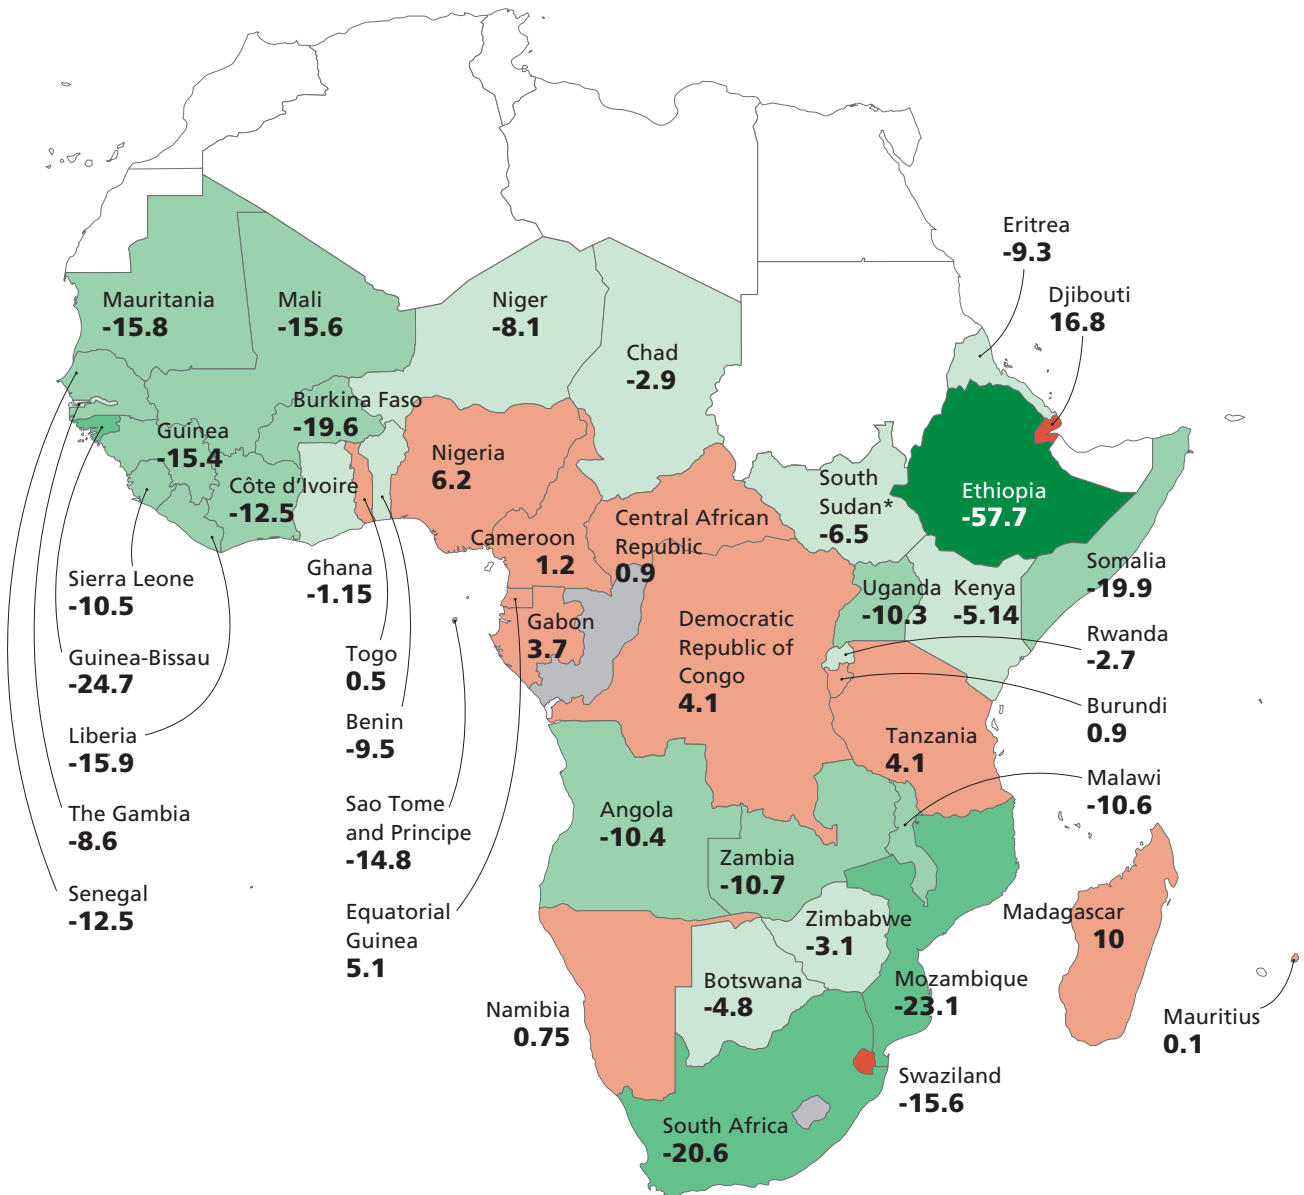 Eritrea
-9.3
Djibouti
16.8
Mauritania
-15.8
Mali
-15.6
Niger
-8.1
Chad
-2.9
Burkina Faso
-19.6
Guinea
-15.4
Côte d'Ivoire
-12.5
Nigeria
6.2
South
Sudan*
-6.5
Ethiopia
-57.7
Central African
Republic
0.9
Cameroon
1.2
Somalia
-19.9
Sierra Leone
-10.5
Ghana
-1.15
Uganda
-10.3
Kenya
-5.14
Gabon
3.7
Democratic
Republic of
Congo
4.1
Rwanda
-2.7
Guinea-Bissau
-24.7
Togo
0.5
Burundi
0.9
Liberia
-15.9
Benin
-9.5
Tanzania
4.1
Malawi
-10.6
The Gambia
-8.6
Sao Tome
and Principe
-14.8
Angola
-10.4
Zambia
-10.7
Senegal
-12.5
Equatorial
Guinea
5.1
Zimbabwe
-3.1
Madagascar
10
Botswana
-4.8
Mozambique
-23.1
Namibia
0.75
Mauritius
0.1
Swaziland
-15.6
South Africa
-20.6